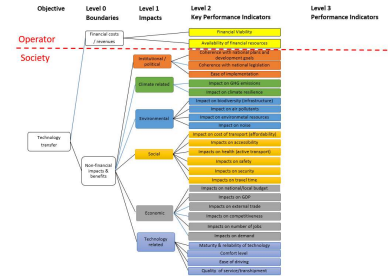 Objective
Level 0
Boundaries
Level 1
Impacts
Level 2
Key Performance Indicators
Level 3
Performance Indicators
Operator
Society
Financial costs
/ revenues
Financial Viability
Availability of financial resources
Technology
transfer
Non-financial
impacts &
benefits
Institutional /
political
Coherence with national plans and
development goals
Coherence with national legislation
Ease of implementation
Climate related
Impact on GHG emissions
Impact on climate resilience
Environmental
Impact on biodiversity (infrastructure)
Impact on air pollutants
Impact on environmental resources
Impact on noise
Social
Impact on cost of transport (affordability)
Impacts on accessibility
Impacts on health (active transport)
Impacts on safety
Impacts on security
Impacts on travel time
Economic
Impacts on national/local budget
Impacts on GDP
Impacts on external trade
Impacts on competitiveness
Impacts on number of jobs
Impacts on demand
Technology
related
Maturity & reliability of technology
Comfort level
Ease of driving
Quality of service/transhipment